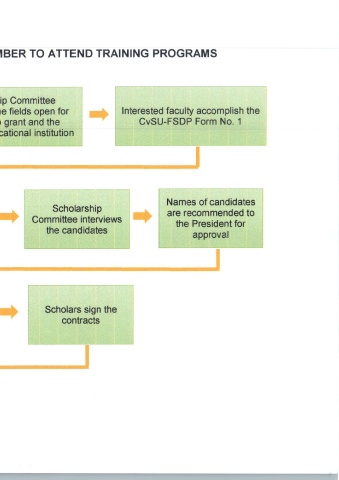 MBER TO ATTEND TRAINING PROGRAMS
ip Committee
e fields open for
grant and the
cational institution
Interested faculty accomplish the
CvSU-FSDP Form No. 1
Scholarship
Committee interviews
the candidates
Names of candidates
are recommended to
the President for
approval
Scholars sign the
contracts